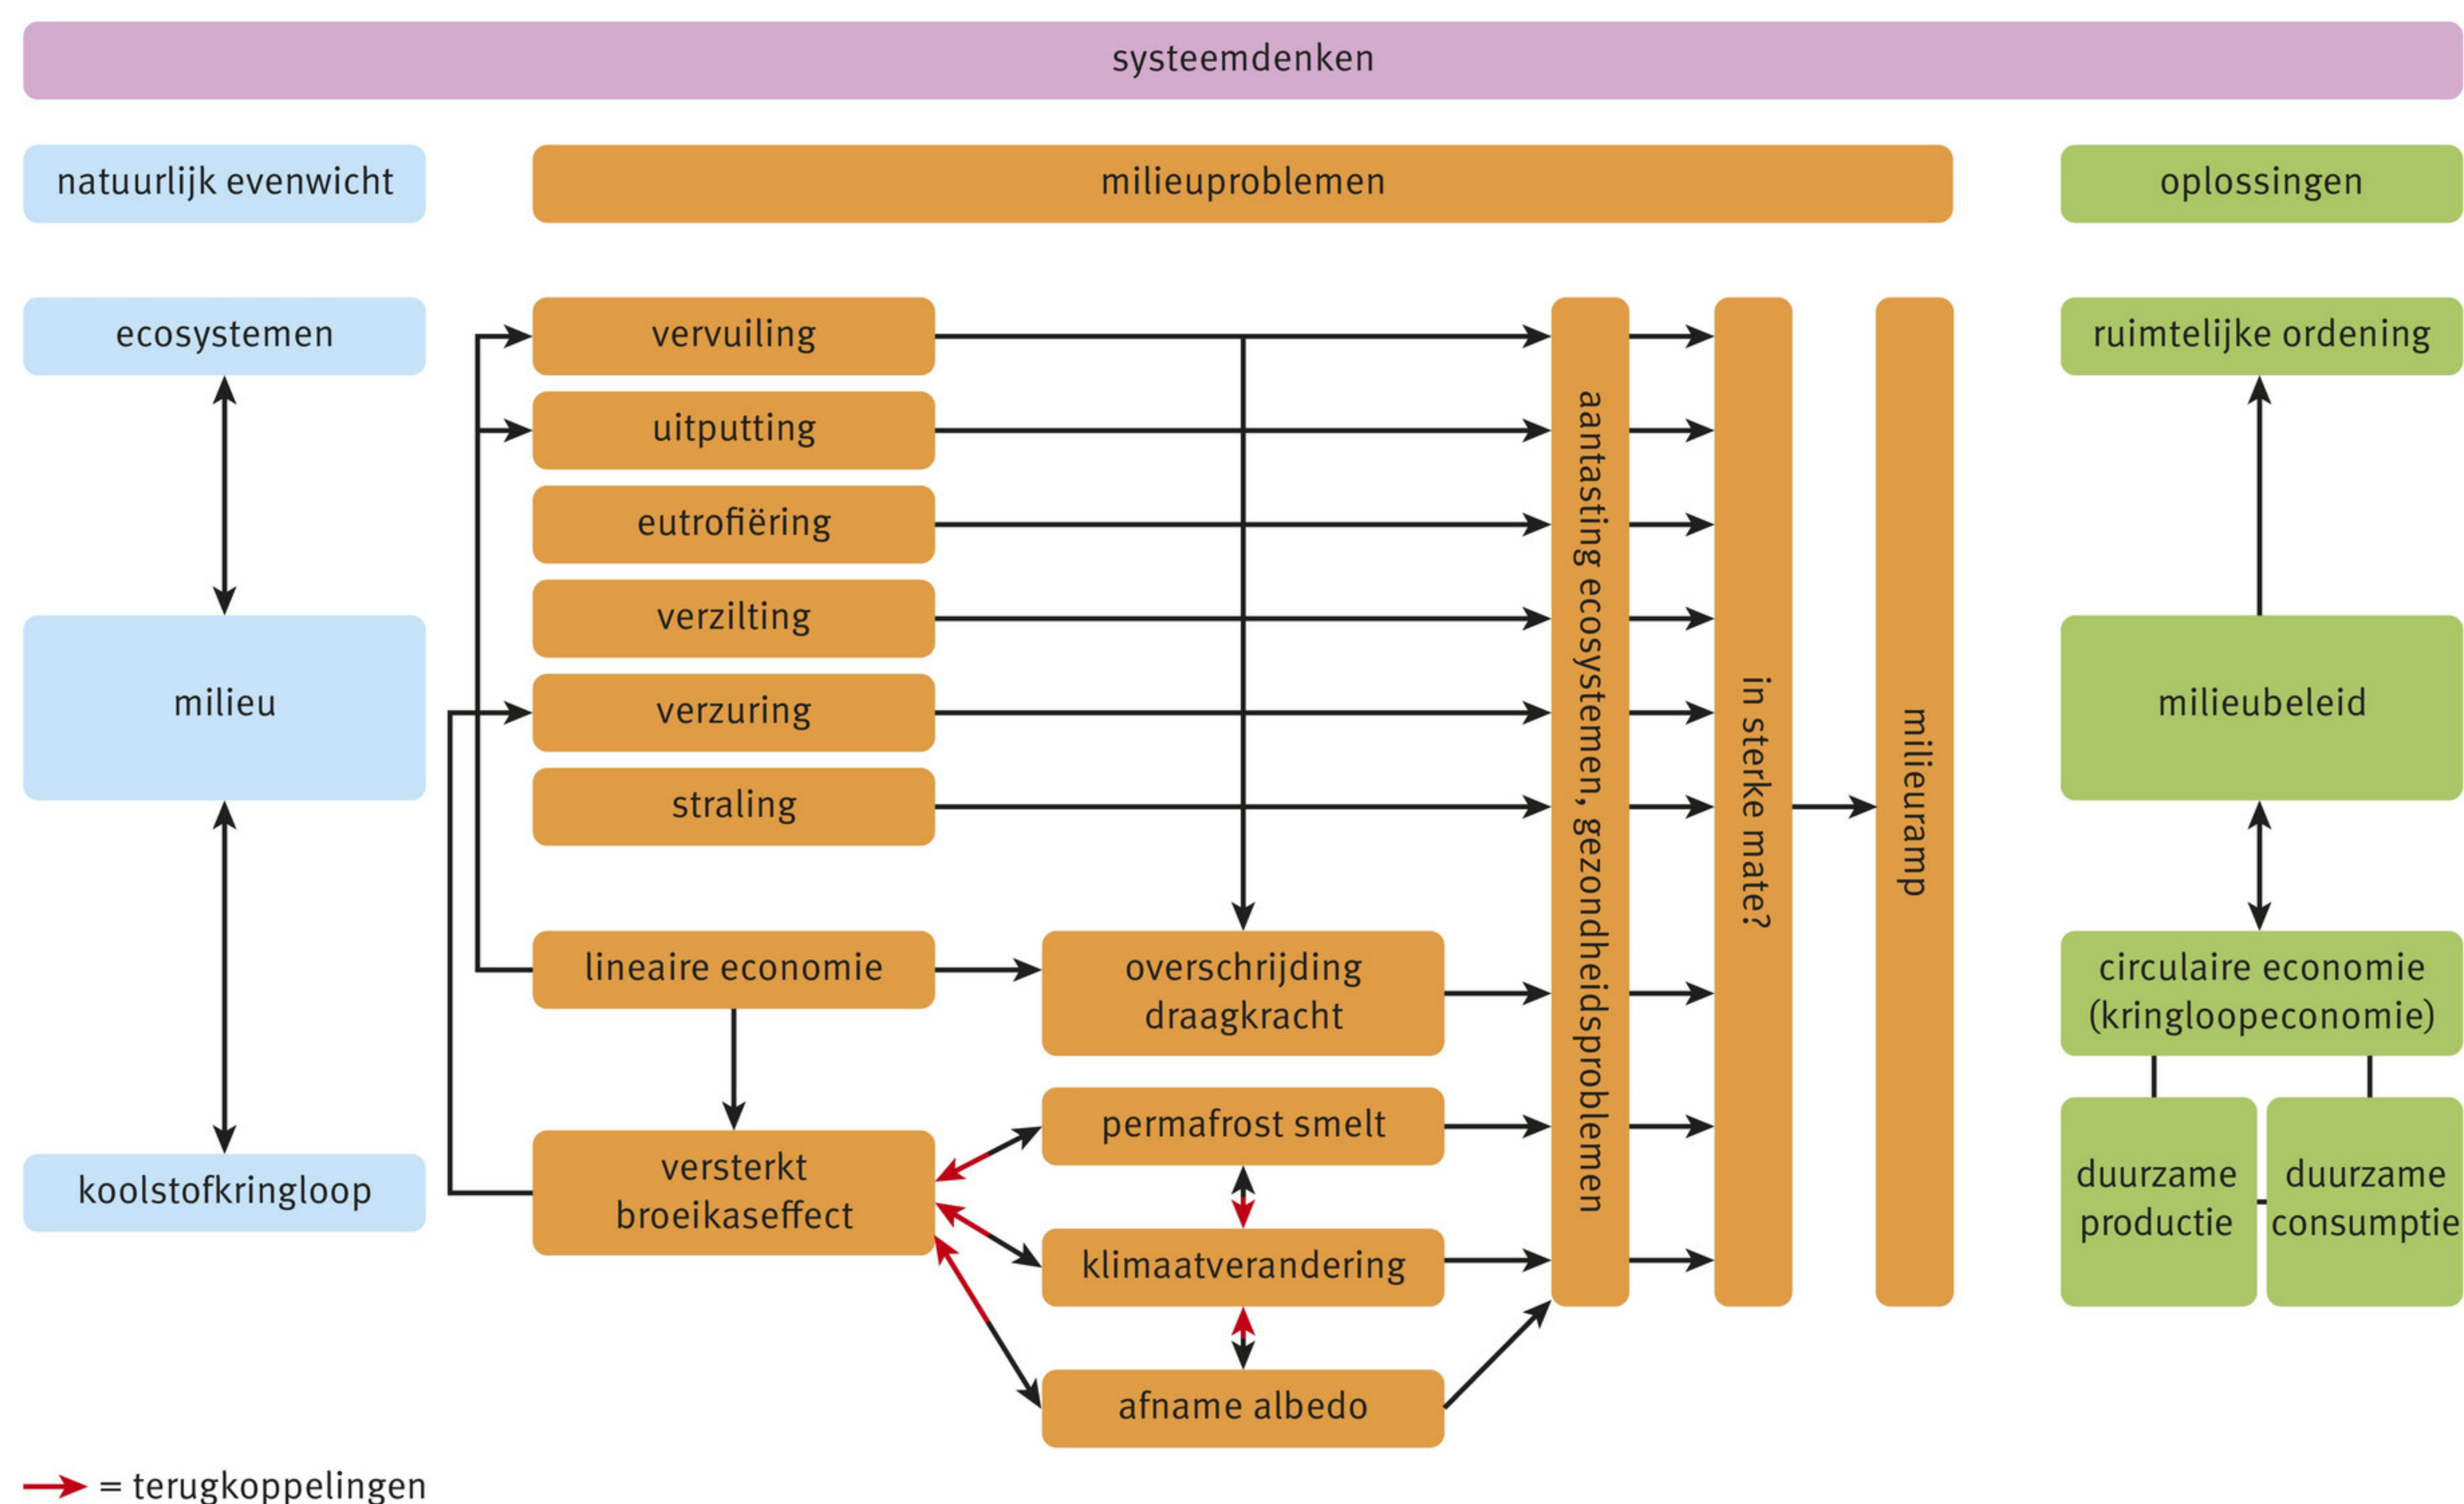 systeemdenken
natuurlijk evenwicht
milieuproblemen
oplossingen
ecosystemen
milieu
koolstofkringloop
vervuiling
uitputting
eutrofiëring
verzilting
verzuring
straling
lineaire economie
versterkt
broeikaseffect
overschrijding
draagkracht
permafrost smelt
klimaatverandering
afname albedo
aantasting ecosystemen, gezondheidsproblemen
in sterke mate?
milieuramp
ruimtelijke ordening
milieubeleid
circulaire economie
(kringloopeconomie)
duurzame
productie
duurzame
consumptie
= terugkoppelingen